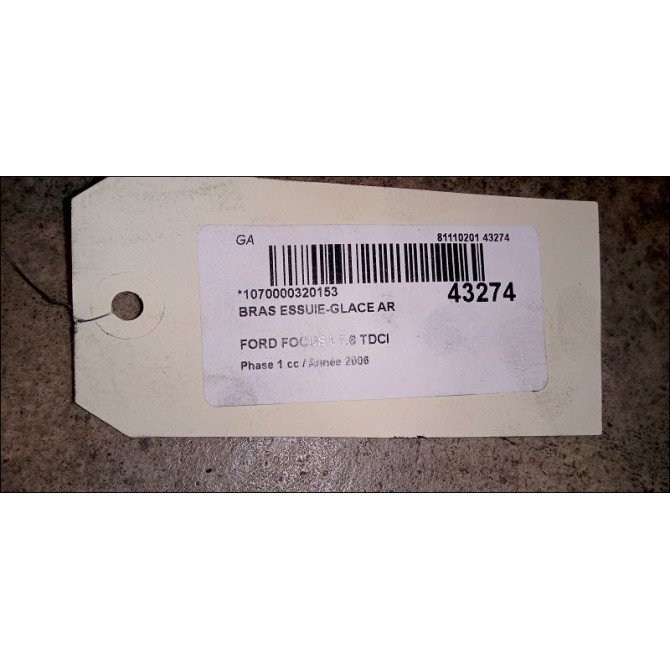 GA 81110201 43274
*1070000320153 43274
BRAS ESSUIE-GLACE AR
FORD FOCUS TDCI
Phase 1 cc / Année 2006